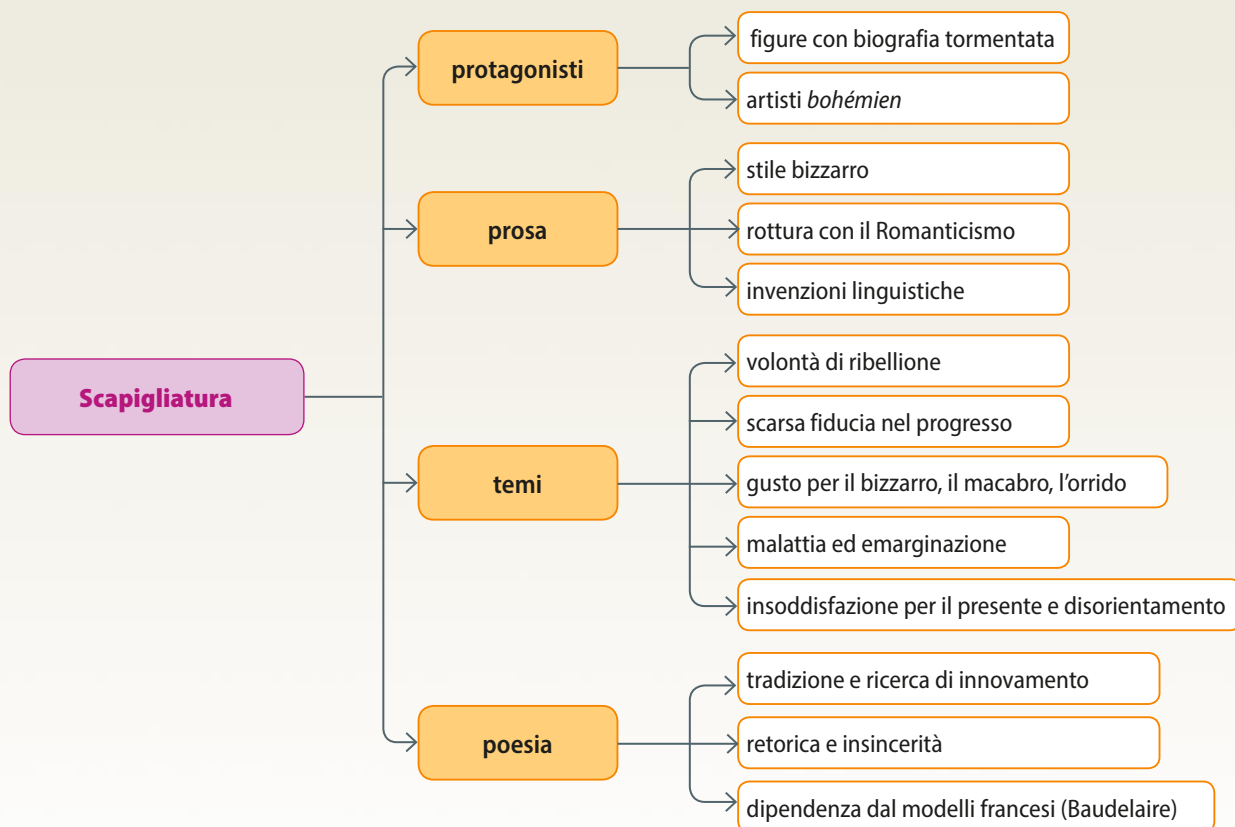 Scapigliatura
protagonisti
figure con biografia tormentata
artisti bohémien
prosa
stile bizzarro
rottura con il Romanticismo
invenzioni linguistiche
temi
volontà di ribellione
scarsa fiducia nel progresso
gusto per il bizzarro, il macabro, l'orrido
malattia ed emarginazione
insoddisfazione per il presente e disorientamento
poesia
tradizione e ricerca di innovamento
retorica e insincerità
dipendenza dal modelli francesi (Baudelaire)